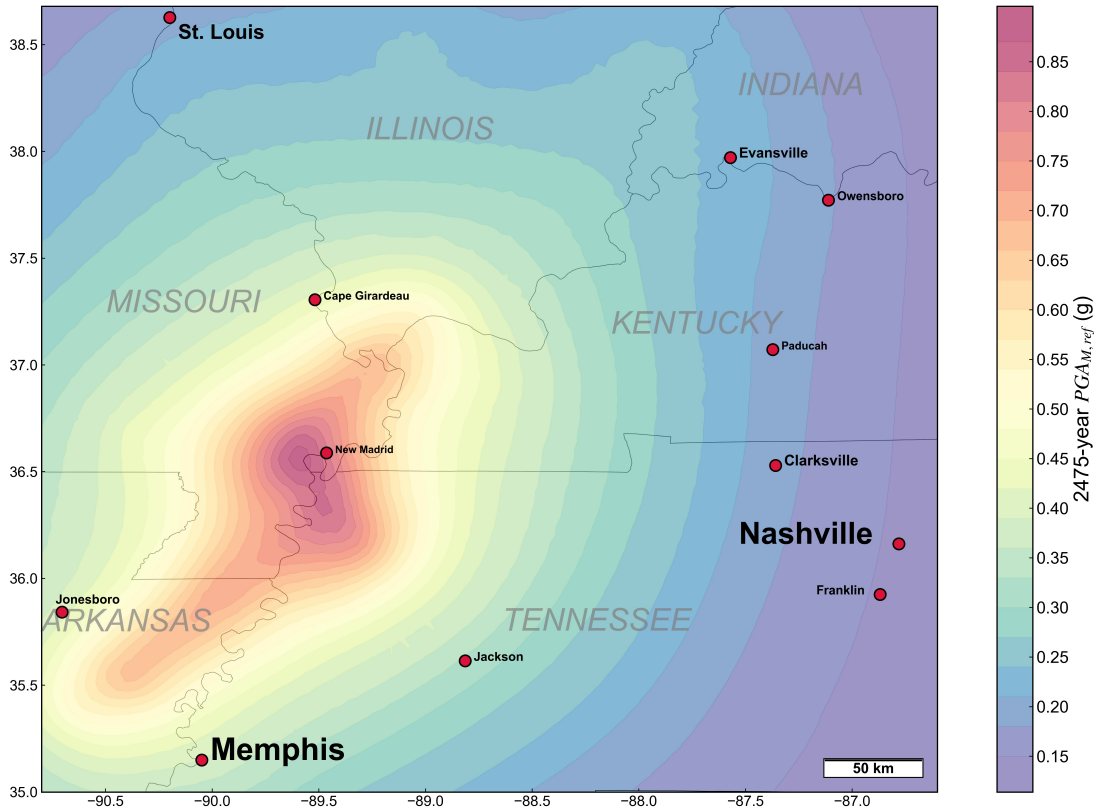 St. Louis
38.5
INDIANA
ILLINOIS
Evansville
38.0
Owensboro
37.5
MISSOURI
Cape Girardeau
KENTUCKY
Paducah
37.0
New Madrid
Clarksville
36.5
Nashville
36.0
Jonesboro
Franklin
ARKANSAS
TENNESSEE
Jackson
35.5
Memphis
50 km
35.0
−90.5 −90.0 −89.5 −89.0 −88.5 −88.0 −87.5 −87.0
0.85
0.80
0.75
0.70
0.65
0.60
0.55
0.50
0.45
0.40
0.35
0.30
0.25
0.20
0.15
2475-year PGA_M,ref (g)